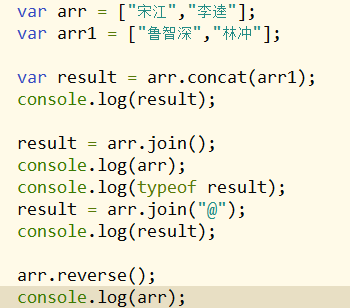 var arr = ["宋江","李逵"];
var arr1 = ["鲁智深","林冲"];
var result = arr.concat(arr1);
console.log(result);
result = arr.join();
console.log(arr);
console.log(typeof result);
result = arr.join("@");
console.log(result);
arr.reverse();
console.log(arr);